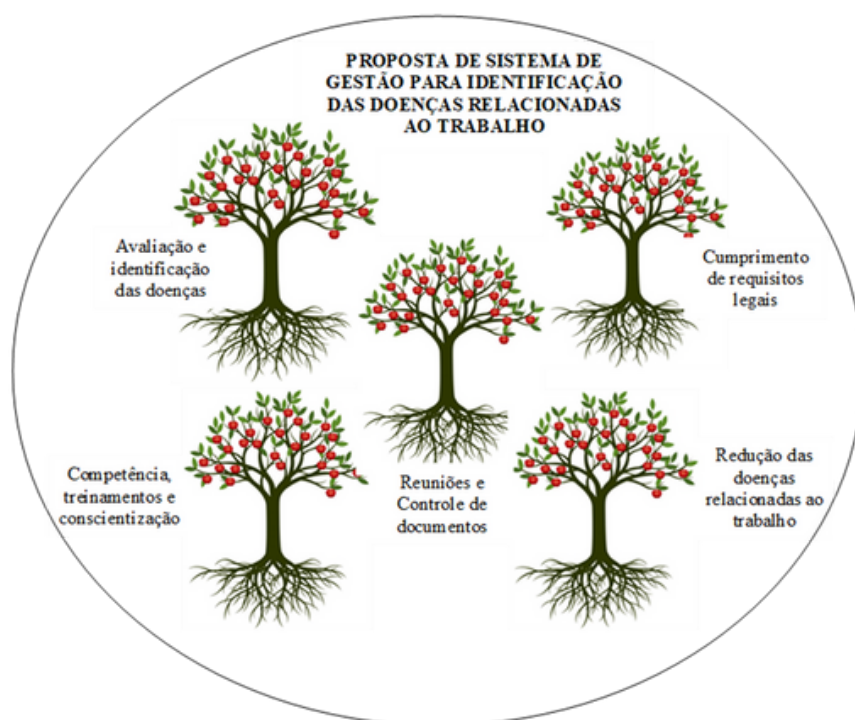 PROPOSTA DE SISTEMA DE
GESTÃO PARA IDENTIFICAÇÃO
DAS DOENÇAS RELACIONADAS
AO TRABALHO
Avaliação e
identificação
das doenças
Cumprimento
de requisitos
legais
Competência,
treinamentos e
conscientização
Reuniões e
Controle de
documentos
Redução das
doenças
relacionadas ao
trabalho